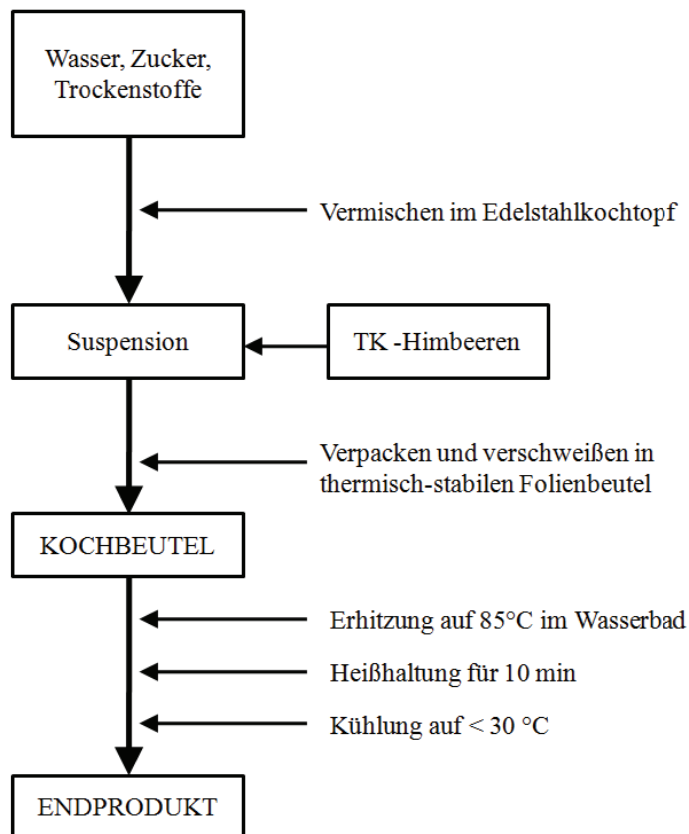 Wasser, Zucker,
Trockenstoffe
Vermischen im Edelstahlkochtopf
Suspension
TK -Himbeeren
Verpacken und verschweißen in
thermisch-stabilen Folienbeutel
KOCHBEUTEL
Erhitzung auf 85°C im Wasserbad
Heißhaltung für 10 min
Kühlung auf < 30 °C
ENDPRODUKT